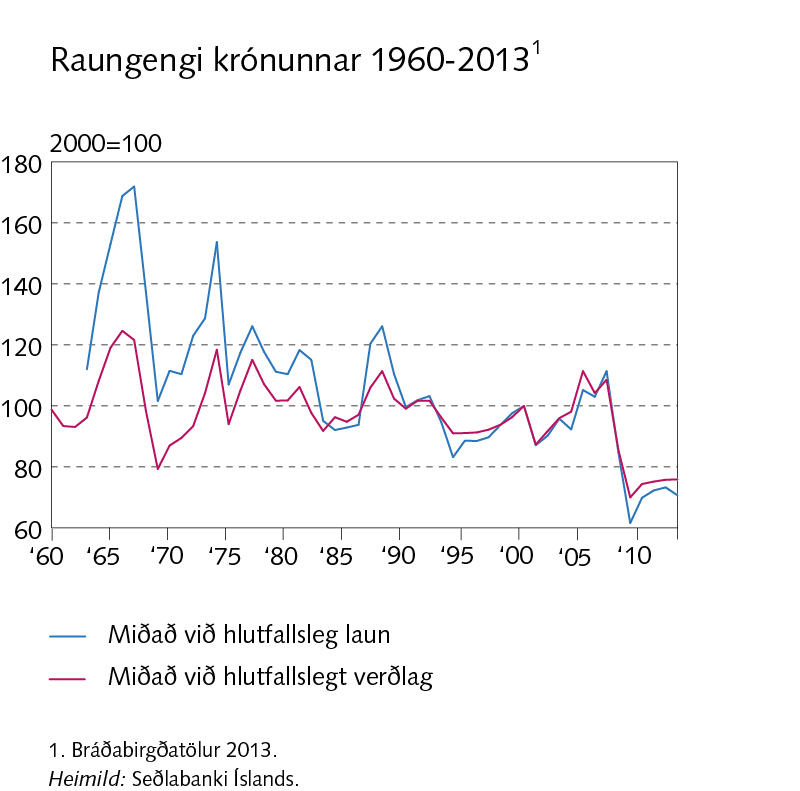 Raungengi krónunnar 1960-2013¹
2000=100
180
160
140
120
100
80
60
‘60 ‘65 ‘70 ‘75 ‘80 ‘85 ‘90 ‘95 ‘00 ‘05 ‘10
Miðað við hlutfallsleg laun
Miðað við hlutfallslegt verðlag
1. Bráðabirgðatölur 2013.
Heimild: Seðlabanki Íslands.